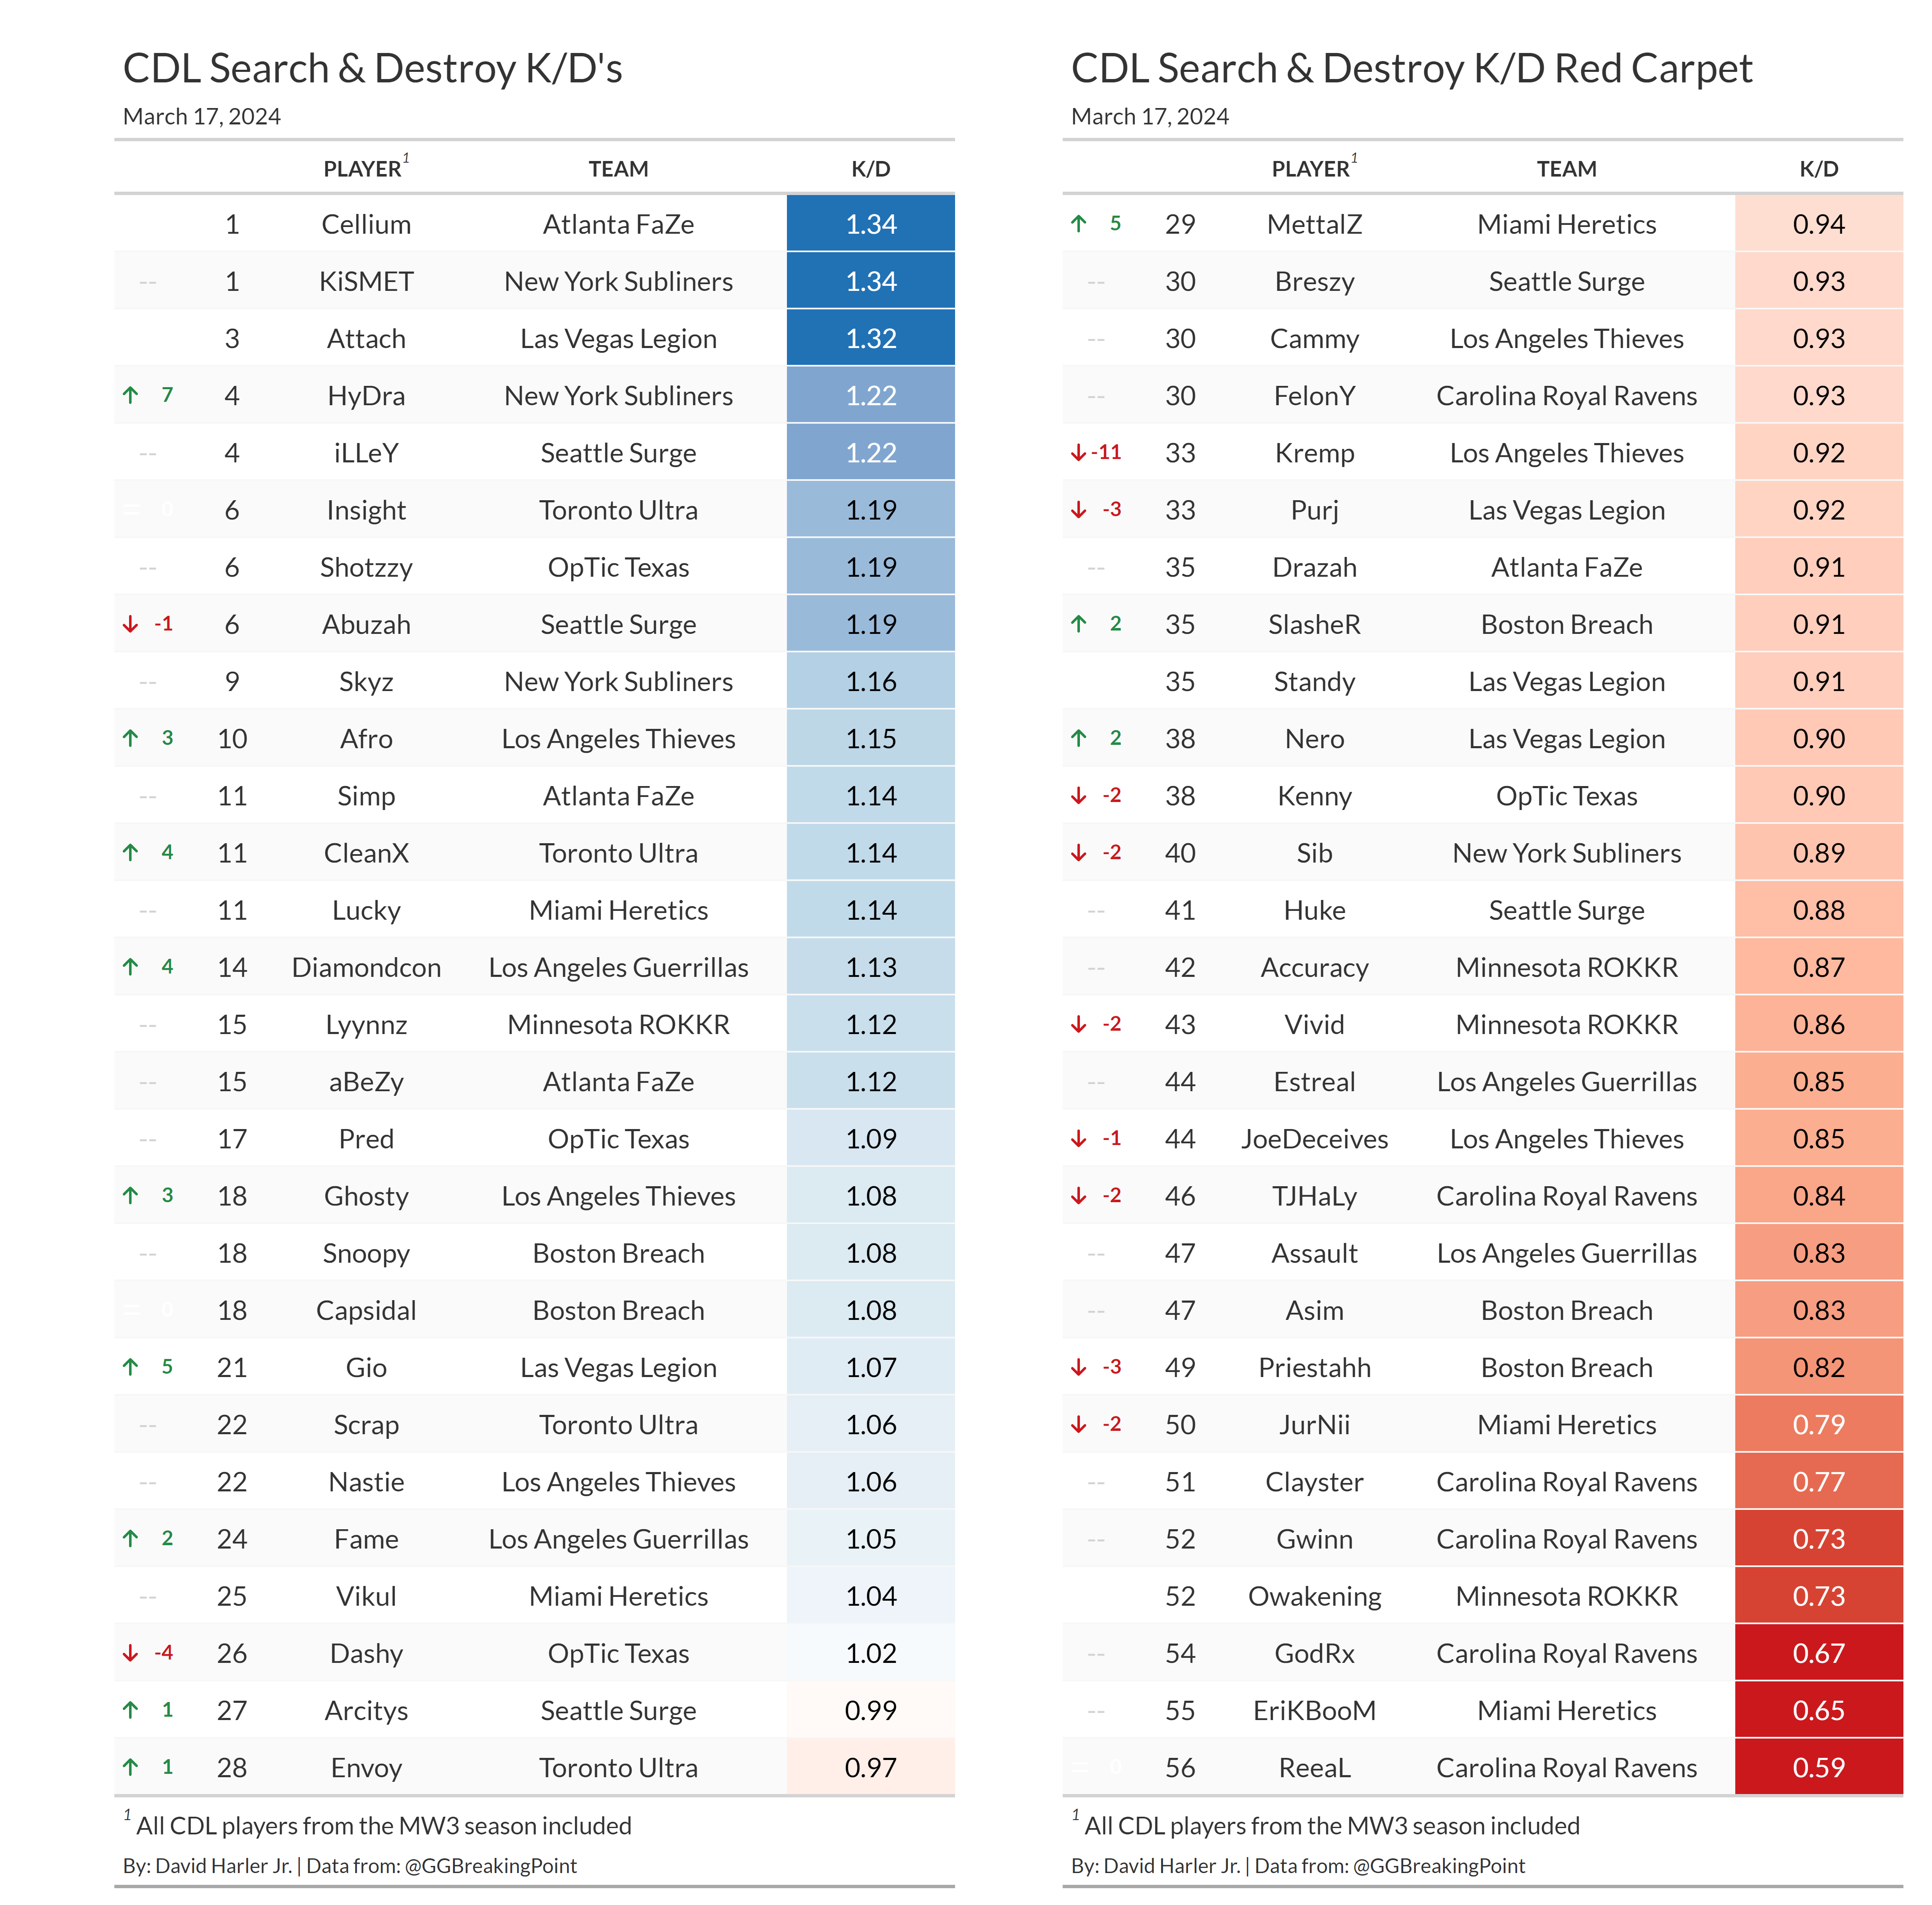 CDL Search & Destroy K/D's
March 17, 2024
PLAYER1 TEAM K/D
1 Cellium Atlanta FaZe 1.34
-- 1 KiSMET New York Subliners 1.34
3 Attach Las Vegas Legion 1.32
↑ 7 4 HyDra New York Subliners 1.22
-- 4 iLLeY Seattle Surge 1.22
= 0 6 Insight Toronto Ultra 1.19
-- 6 Shotzzy OpTic Texas 1.19
↓ -1 6 Abuzah Seattle Surge 1.19
-- 9 Skyz New York Subliners 1.16
↑ 3 10 Afro Los Angeles Thieves 1.15
-- 11 Simp Atlanta FaZe 1.14
↑ 4 11 CleanX Toronto Ultra 1.14
-- 11 Lucky Miami Heretics 1.14
↑ 4 14 Diamondcon Los Angeles Guerrillas 1.13
-- 15 Lyynnz Minnesota ROKKR 1.12
-- 15 aBeZy Atlanta FaZe 1.12
-- 17 Pred OpTic Texas 1.09
↑ 3 18 Ghosty Los Angeles Thieves 1.08
-- 18 Snoopy Boston Breach 1.08
= 0 18 Capsidal Boston Breach 1.08
↑ 5 21 Gio Las Vegas Legion 1.07
-- 22 Scrap Toronto Ultra 1.06
-- 22 Nastie Los Angeles Thieves 1.06
↑ 2 24 Fame Los Angeles Guerrillas 1.05
-- 25 Vikul Miami Heretics 1.04
↓ -4 26 Dashy OpTic Texas 1.02
↑ 1 27 Arcitys Seattle Surge 0.99
↑ 1 28 Envoy Toronto Ultra 0.97
1 All CDL players from the MW3 season included
By: David Harler Jr. | Data from: @GGBreakingPoint
CDL Search & Destroy K/D Red Carpet
March 17, 2024
PLAYER1 TEAM K/D
↑ 5 29 MettalZ Miami Heretics 0.94
-- 30 Breszy Seattle Surge 0.93
-- 30 Cammy Los Angeles Thieves 0.93
-- 30 FelonY Carolina Royal Ravens 0.93
↓ -11 33 Kremp Los Angeles Thieves 0.92
↓ -3 33 Purj Las Vegas Legion 0.92
-- 35 Drazah Atlanta FaZe 0.91
↑ 2 35 SlasheR Boston Breach 0.91
35 Standy Las Vegas Legion 0.91
↑ 2 38 Nero Las Vegas Legion 0.90
↓ -2 38 Kenny OpTic Texas 0.90
↓ -2 40 Sib New York Subliners 0.89
-- 41 Huke Seattle Surge 0.88
-- 42 Accuracy Minnesota ROKKR 0.87
↓ -2 43 Vivid Minnesota ROKKR 0.86
-- 44 Estreal Los Angeles Guerrillas 0.85
↓ -1 44 JoeDeceives Los Angeles Thieves 0.85
↓ -2 46 TJHaLy Carolina Royal Ravens 0.84
-- 47 Assault Los Angeles Guerrillas 0.83
-- 47 Asim Boston Breach 0.83
↓ -3 49 Priestahh Boston Breach 0.82
↓ -2 50 JurNii Miami Heretics 0.79
-- 51 Clayster Carolina Royal Ravens 0.77
-- 52 Gwinn Carolina Royal Ravens 0.73
52 Owakening Minnesota ROKKR 0.73
-- 54 GodRx Carolina Royal Ravens 0.67
-- 55 EriKBooM Miami Heretics 0.65
= 0 56 ReeaL Carolina Royal Ravens 0.59
1 All CDL players from the MW3 season included
By: David Harler Jr. | Data from: @GGBreakingPoint